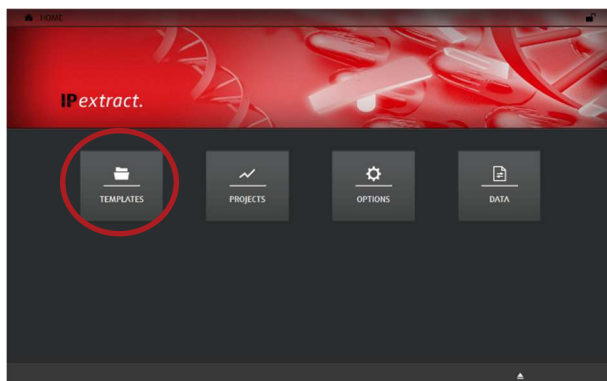 HOME
IPextract.
TEMPLATES
PROJECTS
OPTIONS
DATA